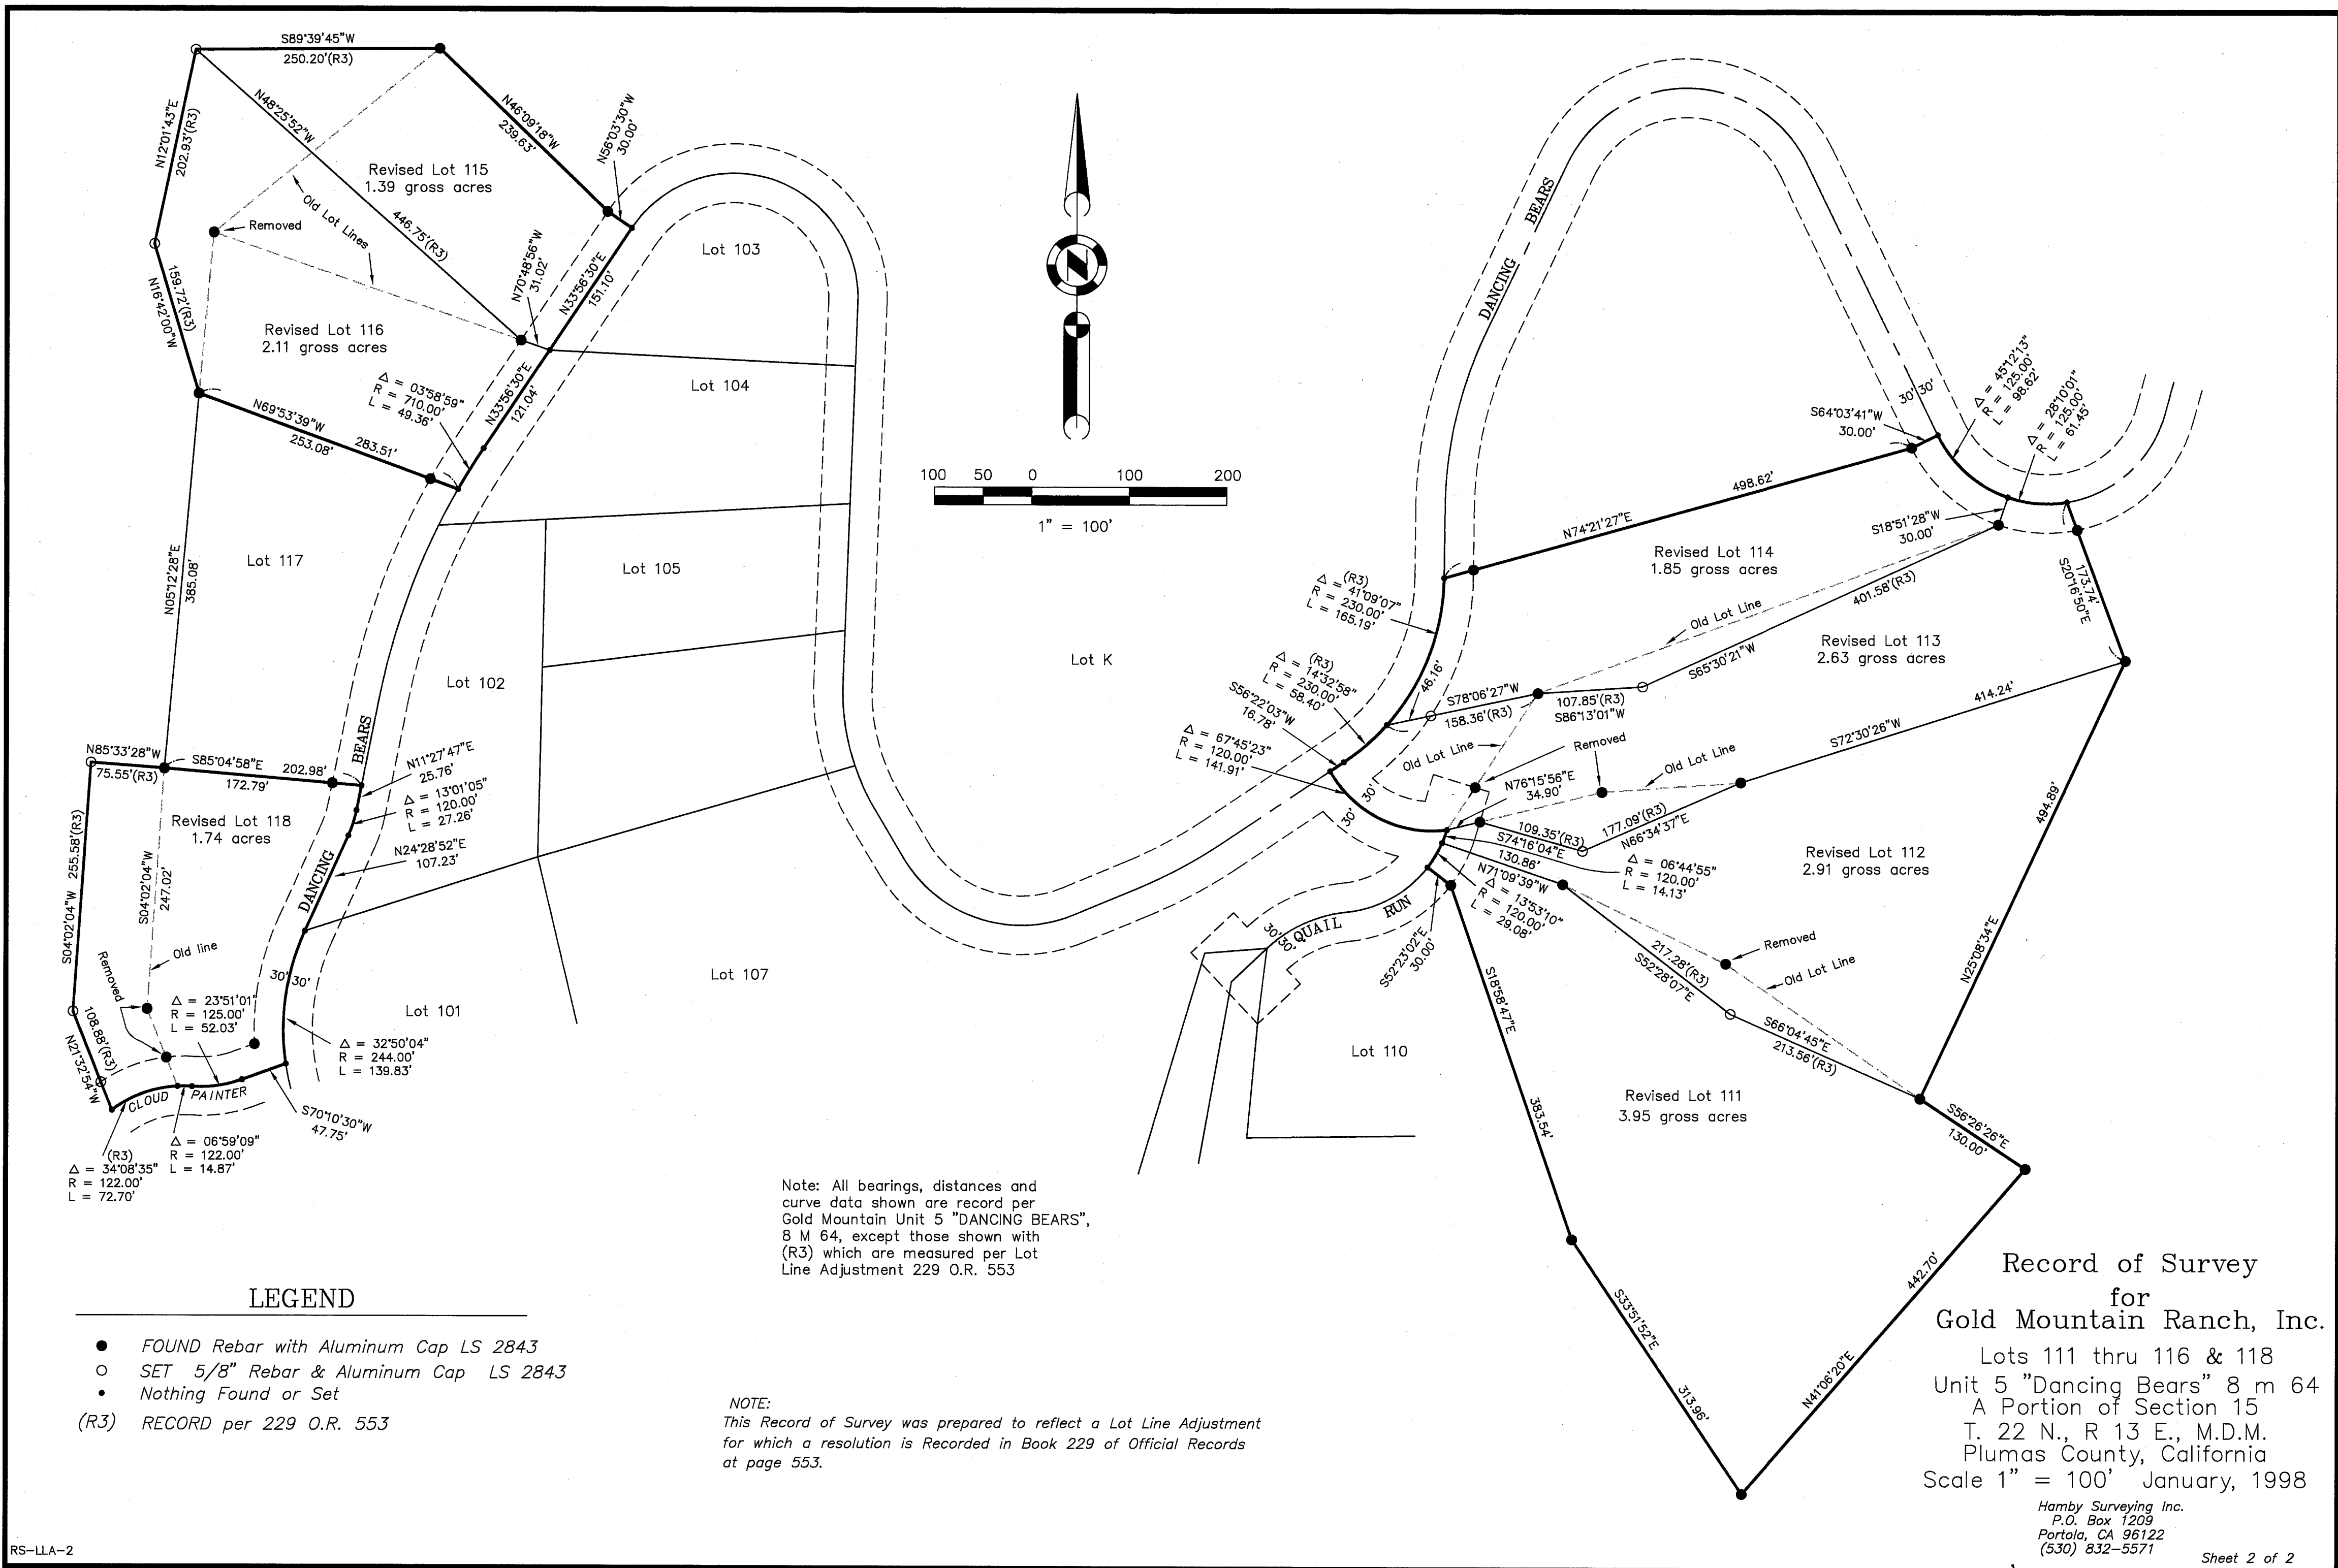 S89°39'45"W
250.20'(R3)
N12°01'43"E
202.93'(R3)
N48°25'52"W
446.75'(R3)
N46°09'18"W
239.63'
N56°03'30"W
30.00'
Revised Lot 115
1.39 gross acres
Old Lot Lines
Removed
N16°42'00"W
159.72'(R3)
Revised Lot 116
2.11 gross acres
N70°48'56"W
31.02'
N33°56'30"E
151.10'
N33°56'30"E
121.04'
Δ = 03°58'59"
R = 710.00'
L = 49.36'
N69°53'39"W
253.08'
283.51'
Lot 103
Lot 104
Lot 105
Lot 102
Lot 117
N05°12'28"E
385.08'
BEARS
N85°33'28"W
75.55'(R3)
S85°04'58"E
172.79'
202.98'
N11°27'47"E
25.76'
Δ = 13°01'05"
R = 120.00'
L = 27.26'
Revised Lot 118
1.74 acres
N24°28'52"E
107.23'
DANCING
S04°02'04"W 255.58'(R3)
S04°02'04"W
247.02'
Old line
Removed
30' 30'
Δ = 23°51'01"
R = 125.00'
L = 52.03'
Lot 101
Lot 107
Δ = 32°50'04"
R = 244.00'
L = 139.83'
108.88'(R3)
N21°32'54"W
CLOUD PAINTER
S70°10'30"W
47.75'
Δ = 06°59'09"
R = 122.00'
L = 14.87'
(R3)
Δ = 34°08'35"
R = 122.00'
L = 72.70'
N
100 50 0 100 200
1" = 100'
Lot K
DANCING BEARS
30' 30'
S64°03'41"W
30.00'
Δ = 45°12'13"
R = 125.00'
L = 98.62'
Δ = 28°10'01"
R = 125.00'
L = 61.45'
498.62'
N74°21'27"E
S18°51'28"W
30.00'
Revised Lot 114
1.85 gross acres
(R3)
Δ = 41°09'07"
R = 230.00'
L = 165.19'
401.58'(R3)
S65°30'21"W
Old Lot Line
173.74'
S20°16'50"E
Revised Lot 113
2.63 gross acres
(R3)
Δ = 14°32'58"
R = 230.00'
L = 58.40'
46.16'
S78°06'27"W
158.36'(R3)
107.85'(R3)
S86°13'01"W
S56°22'03"W
16.78'
Δ = 67°45'23"
R = 120.00'
L = 141.91'
414.24'
S72°30'26"W
Old Lot Line
Removed
Old Lot Line
N76°15'56"E
34.90'
30'
30'
109.35'(R3)
S74°16'04"E
177.09'(R3)
N66°34'37"E
494.89'
N25°08'34"E
130.86'
N71°09'39"W
Δ = 06°44'55"
R = 120.00'
L = 14.13'
Δ = 13°53'10"
R = 120.00'
L = 29.08'
Revised Lot 112
2.91 gross acres
QUAIL RUN
30' 30'
S52°23'02"E
30.00'
217.28'(R3)
S52°28'07"E
Removed
Old Lot Line
S66°04'45"E
213.56'(R3)
S18°58'47"E
383.54'
Lot 110
Revised Lot 111
3.95 gross acres
S56°26'26"E
130.00'
442.70'
N41°06'20"E
S33°51'52"E
313.96'
Note: All bearings, distances and
curve data shown are record per
Gold Mountain Unit 5 "DANCING BEARS",
8 M 64, except those shown with
(R3) which are measured per Lot
Line Adjustment 229 O.R. 553
LEGEND
FOUND Rebar with Aluminum Cap LS 2843
SET 5/8" Rebar & Aluminum Cap LS 2843
Nothing Found or Set
(R3) RECORD per 229 O.R. 553
NOTE:
This Record of Survey was prepared to reflect a Lot Line Adjustment
for which a resolution is Recorded in Book 229 of Official Records
at page 553.
Record of Survey
for
Gold Mountain Ranch, Inc.
Lots 111 thru 116 & 118
Unit 5 "Dancing Bears" 8 m 64
A Portion of Section 15
T. 22 N., R 13 E., M.D.M.
Plumas County, California
Scale 1" = 100' January, 1998
Hamby Surveying Inc.
P.O. Box 1209
Portola, CA 96122
(530) 832-5571
Sheet 2 of 2
RS-LLA-2